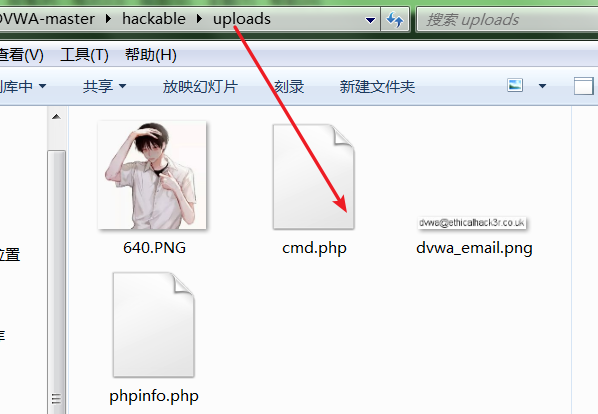 DVWA-master hackable uploads 搜索 uploads
查看(V) 工具(T) 帮助(H)
库中 共享 放映幻灯片 刻录 新建文件夹
640.PNG cmd.php dvwa_email.png
dvwa@ethicalhack3r.co.uk
位置
phpinfo.php